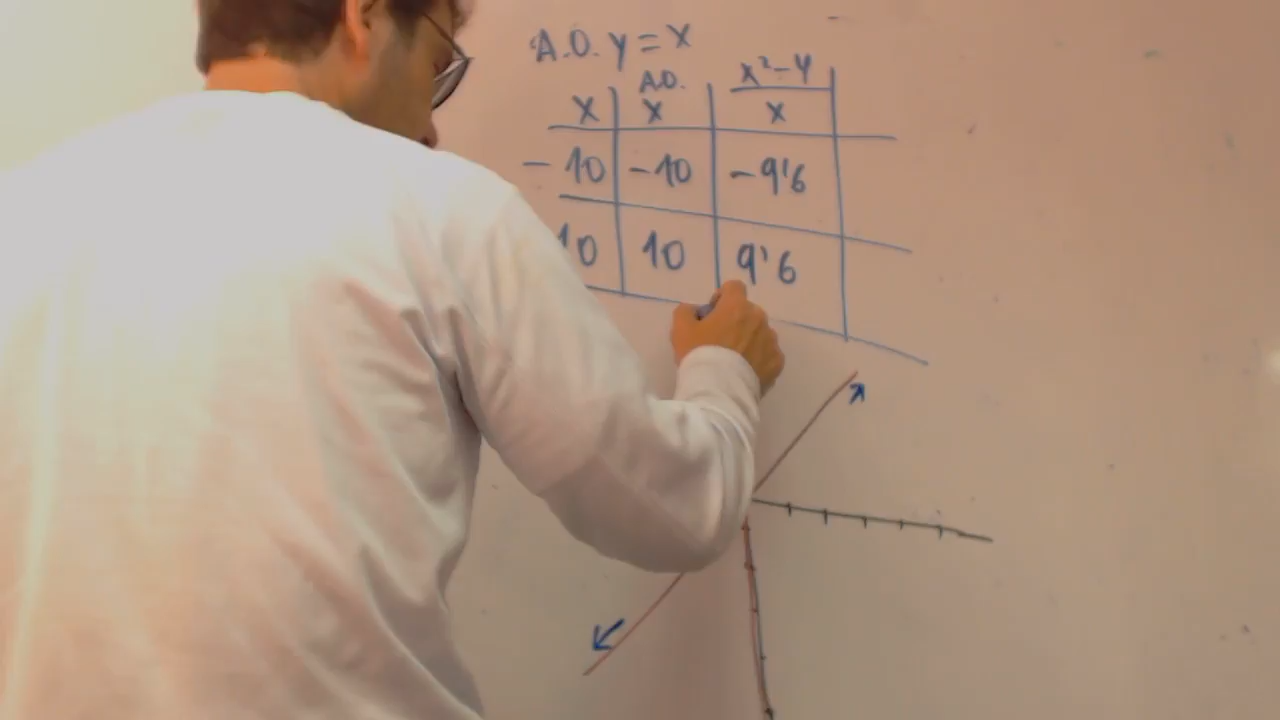 A.O. y = x
x A.O. x x²-4 / x
-10 -10 -9'6
10 10 9'6